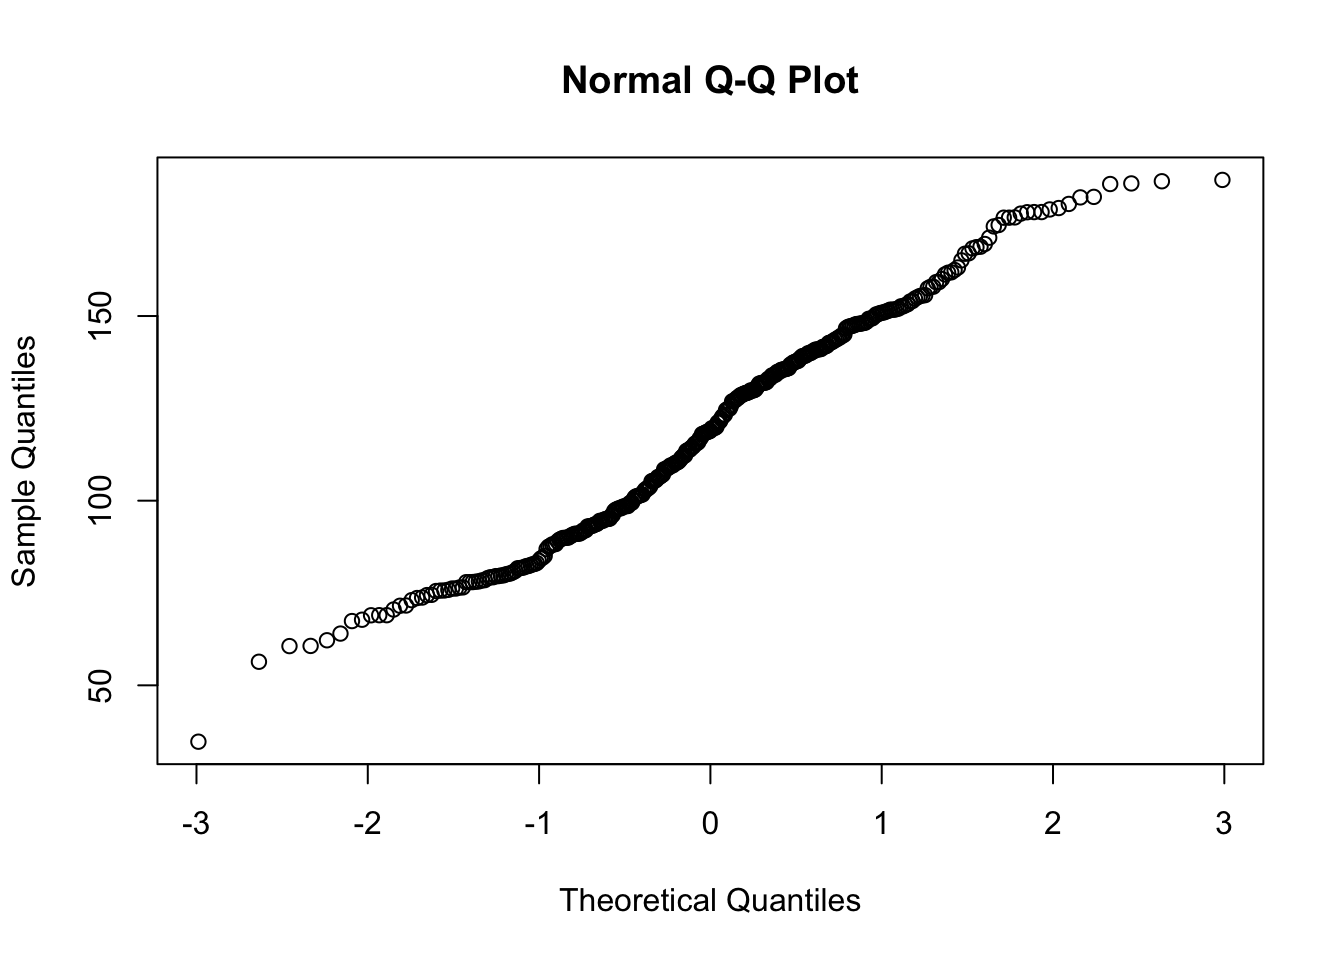 Normal Q-Q Plot
Sample Quantiles
150
100
50
-3 -2 -1 0 1 2 3
Theoretical Quantiles